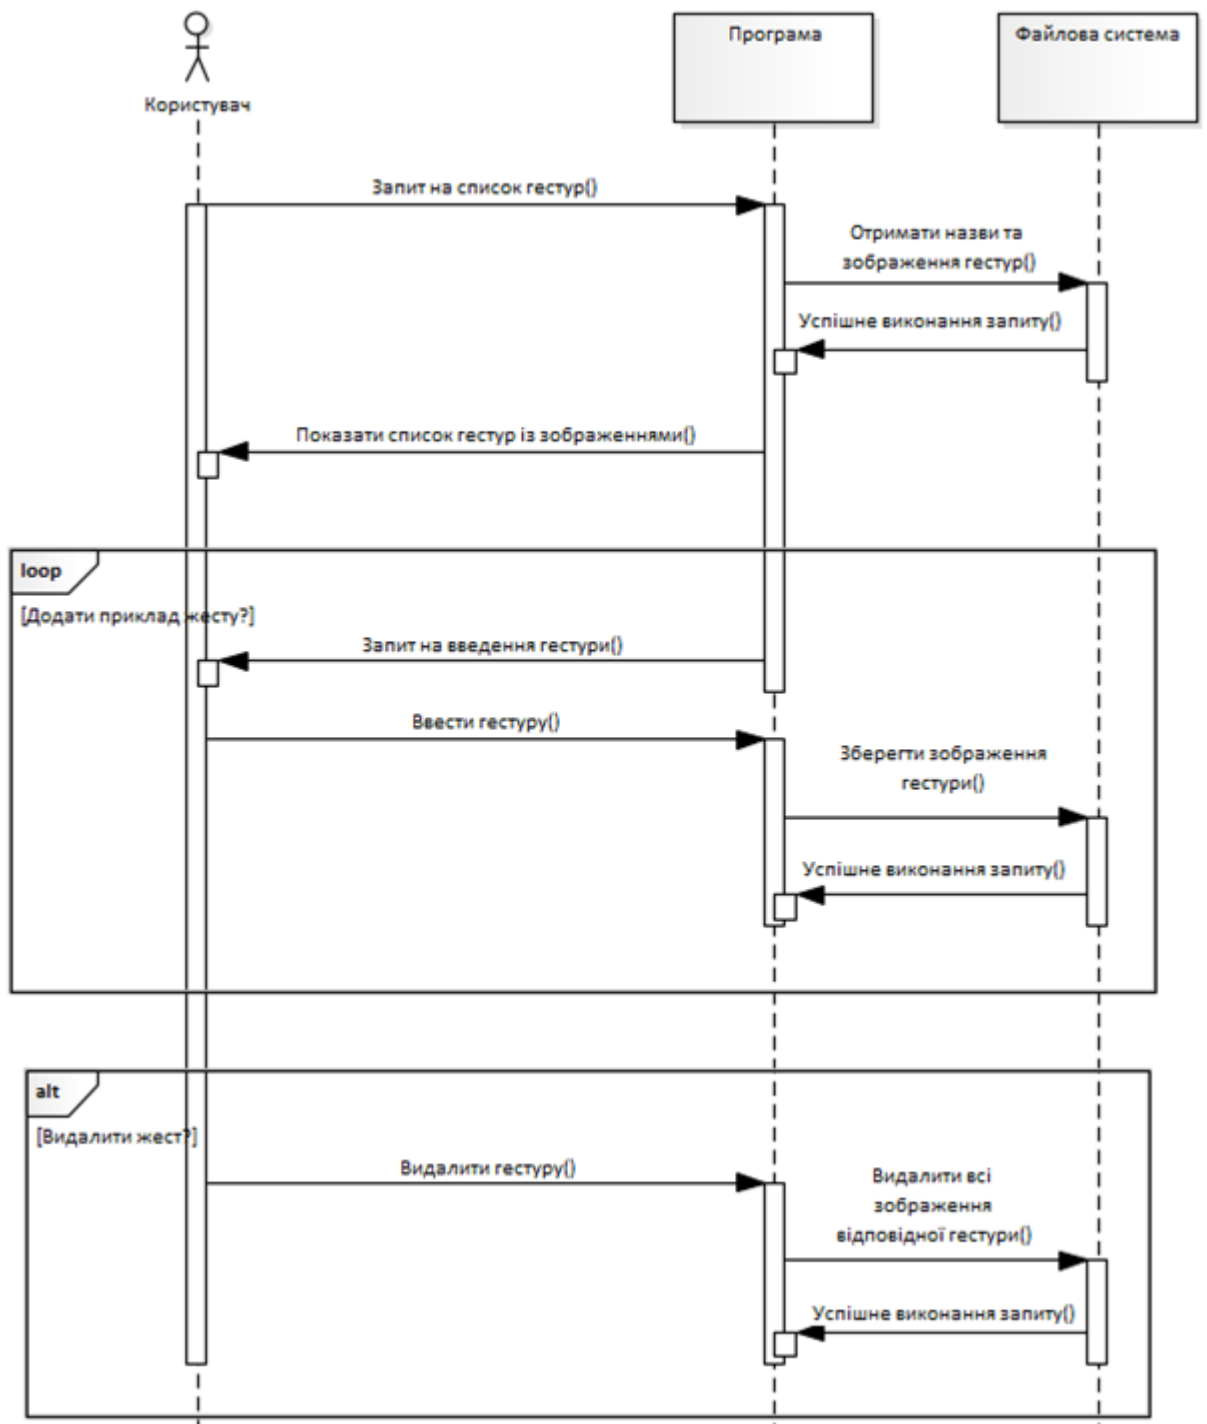 Користувач
Програма
Файлова система
Запит на список гестур()
Отримати назви та
зображення гестур()
Успішне виконання запиту()
Показати список гестур із зображеннями()
loop
[Додати приклад жесту?]
Запит на введення гестури()
Ввести гестуру()
Зберегти зображення
гестури()
Успішне виконання запиту()
alt
[Видалити жест?]
Видалити гестуру()
Видалити всі
зображення
відповідної гестури()
Успішне виконання запиту()